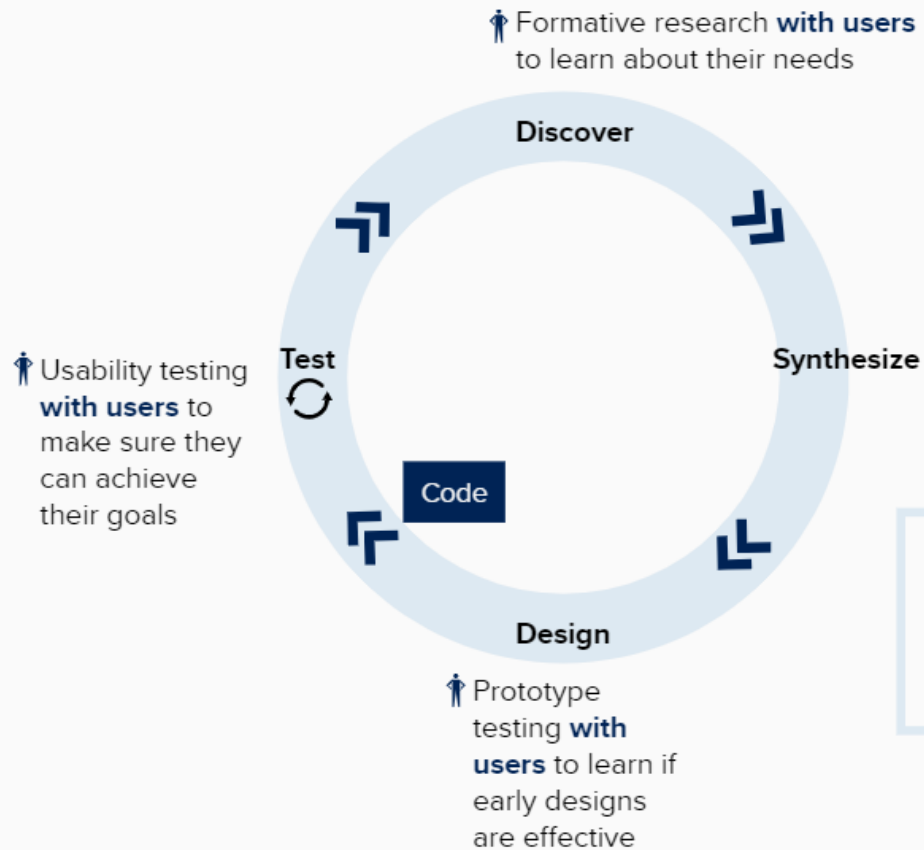 Formative research with users
to learn about their needs
Discover
Test
Synthesize
Usability testing
with users to
make sure they
can achieve
their goals
Code
Design
Prototype
testing with
users to learn if
early designs
are effective